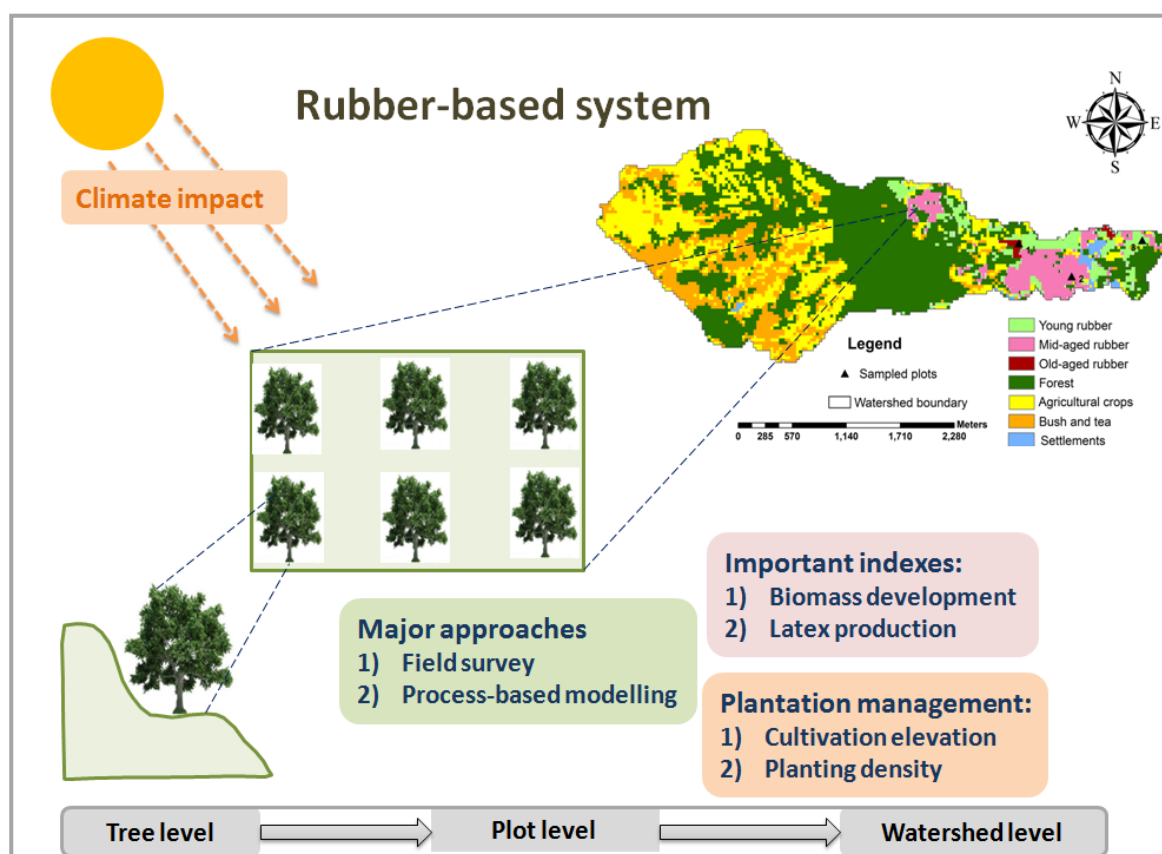 Rubber-based system
Climate impact
N
W E
S
Legend
Sampled plots
Watershed boundary
Meters
0 285 570 1,140 1,710 2,280
Young rubber
Mid-aged rubber
Old-aged rubber
Forest
Agricultural crops
Bush and tea
Settlements
2
Major approaches
1) Field survey
2) Process-based modelling
Important indexes:
1) Biomass development
2) Latex production
Plantation management:
1) Cultivation elevation
2) Planting density
Tree level
Plot level
Watershed level